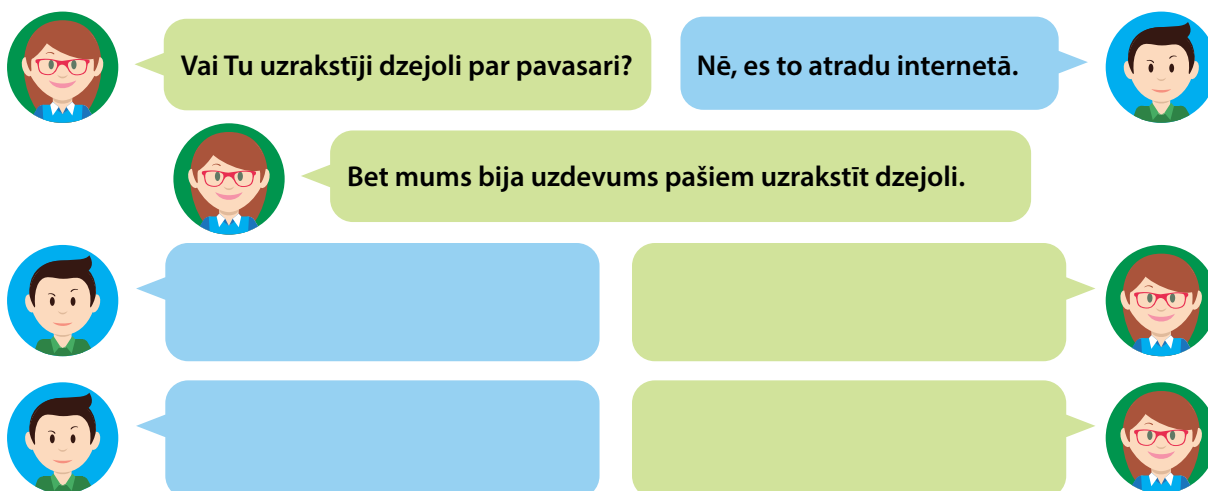 Vai Tu uzrakstīji dzejoli par pavasari?
Nē, es to atradu internetā.
Bet mums bija uzdevums pašiem uzrakstīt dzejoli.